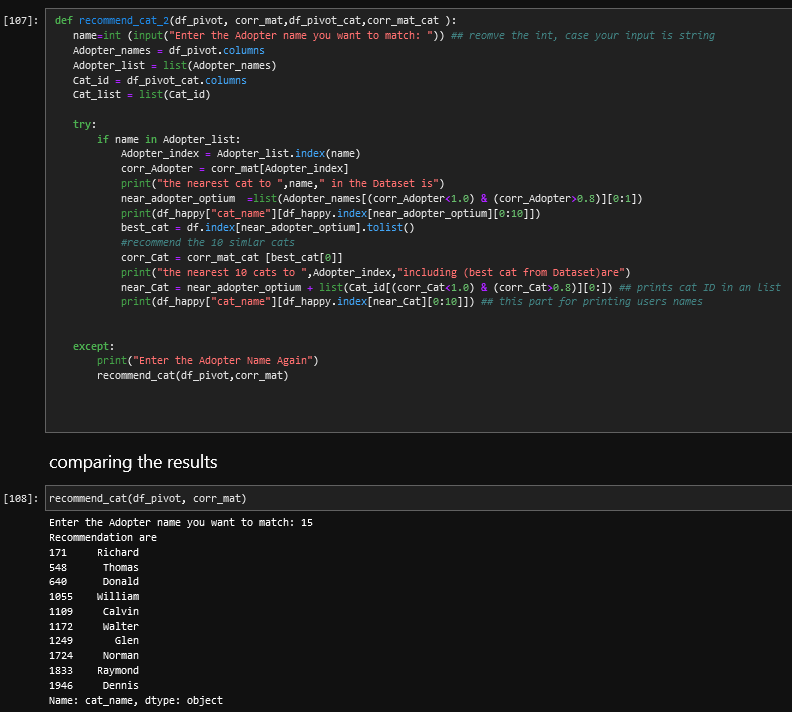 [107]: def recommend_cat_2(df_pivot, corr_mat,df_pivot_cat,corr_mat_cat ):
name=int (input("Enter the Adopter name you want to match: ")) ## reomve the int, case your input is string
Adopter_names = df_pivot.columns
Adopter_list = list(Adopter_names)
Cat_id = df_pivot_cat.columns
Cat_list = list(Cat_id)
try:
if name in Adopter_list:
Adopter_index = Adopter_list.index(name)
corr_Adopter = corr_mat[Adopter_index]
print("the nearest cat to ",name," in the Dataset is")
near_adopter_optium  =list(Adopter_names[(corr_Adopter<1.0) & (corr_Adopter>0.8)][0:1])
print(df_happy["cat_name"][df_happy.index[near_adopter_optium][0:10]])
best_cat = df.index[near_adopter_optium].tolist()
#recommend the 10 simlar cats
corr_Cat = corr_mat_cat [best_cat[0]]
print("the nearest 10 cats to ",Adopter_index,"including (best cat from Dataset)are")
near_Cat = near_adopter_optium + list(Cat_id[(corr_Cat<1.0) & (corr_Cat>0.8)][0:]) ## prints cat ID in an List
print(df_happy["cat_name"][df_happy.index[near_Cat][0:10]]) ## this part for printing users names
except:
print("Enter the Adopter Name Again")
recommend_cat(df_pivot,corr_mat)
comparing the results
[108]: recommend_cat(df_pivot, corr_mat)
Enter the Adopter name you want to match: 15
Recommendation are
171 Richard
548 Thomas
640 Donald
1055 William
1109 Calvin
1172 Walter
1249 Glen
1724 Norman
1833 Raymond
1946 Dennis
Name: cat_name, dtype: object